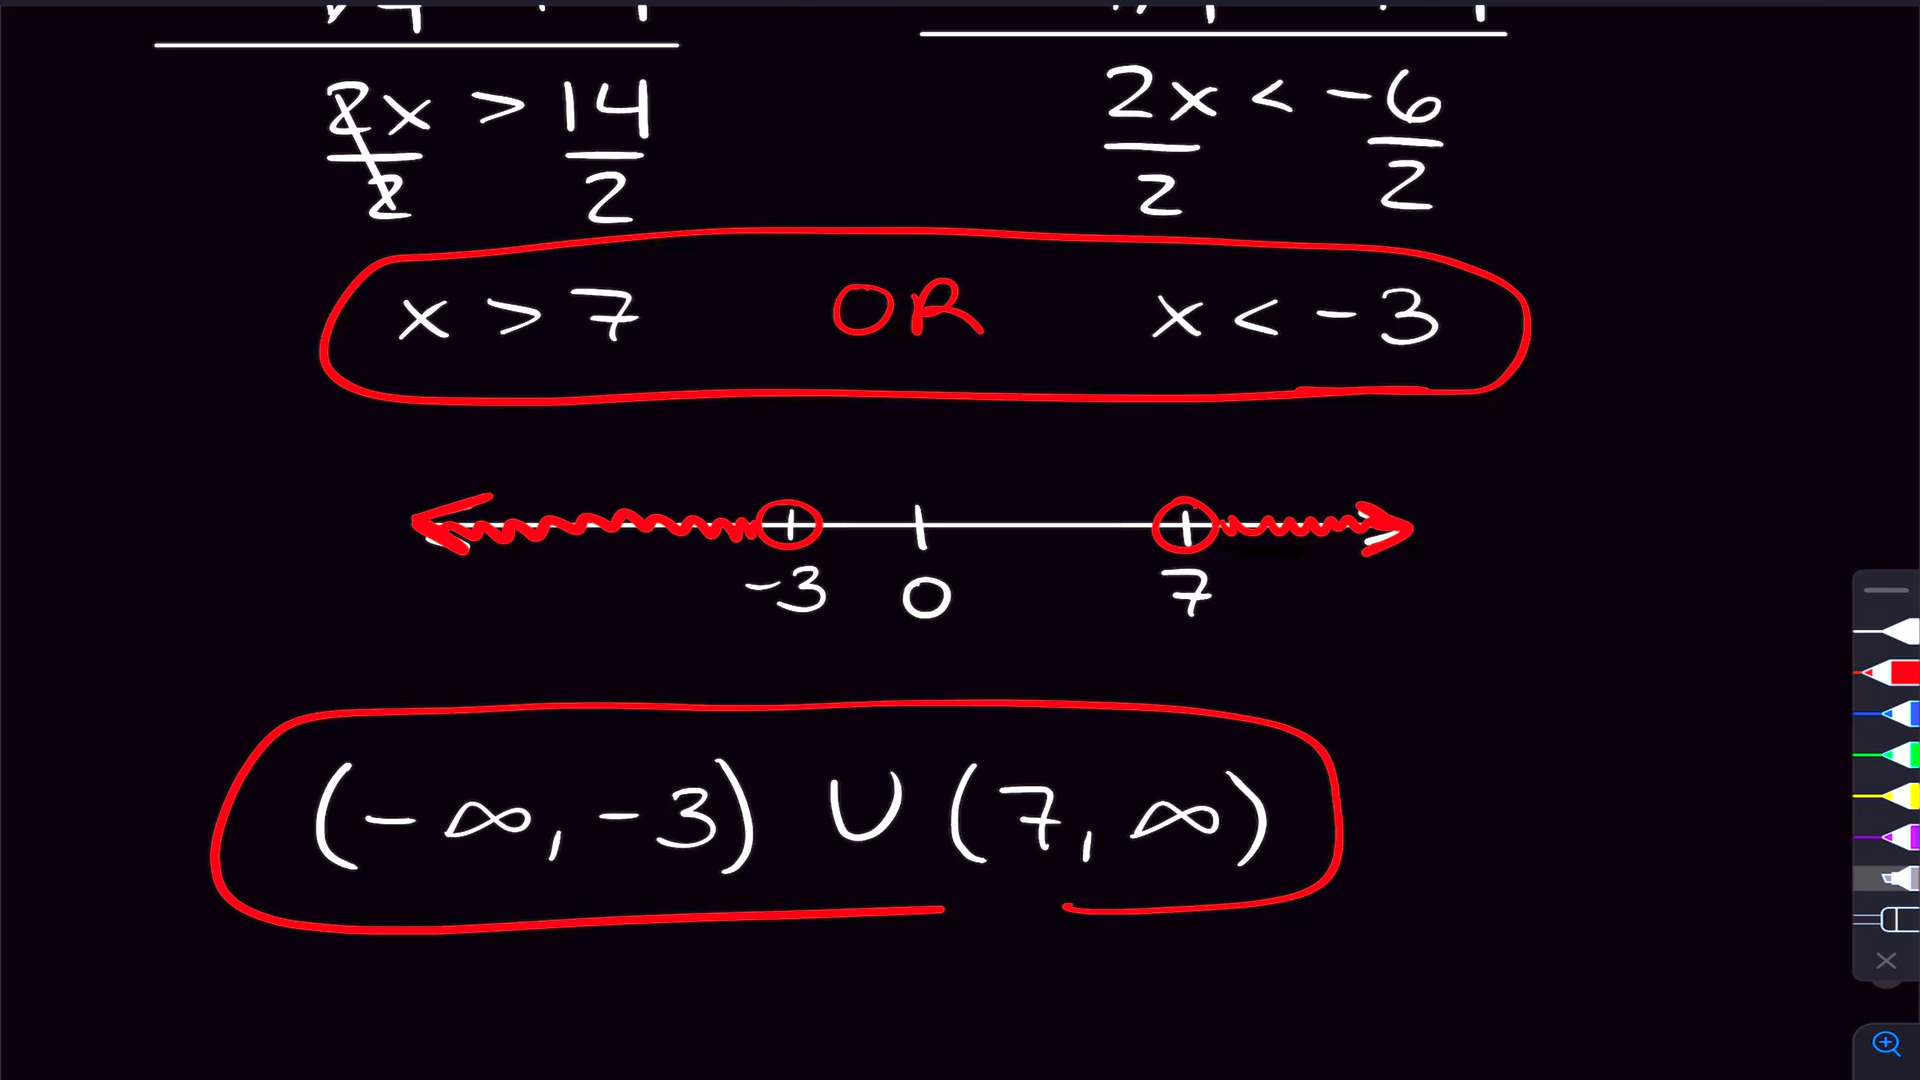 2x > 14 2x < -6
2 2 2 2
x > 7 OR x < -3
-3 0 7
(-∞, -3) ∪ (7, ∞)